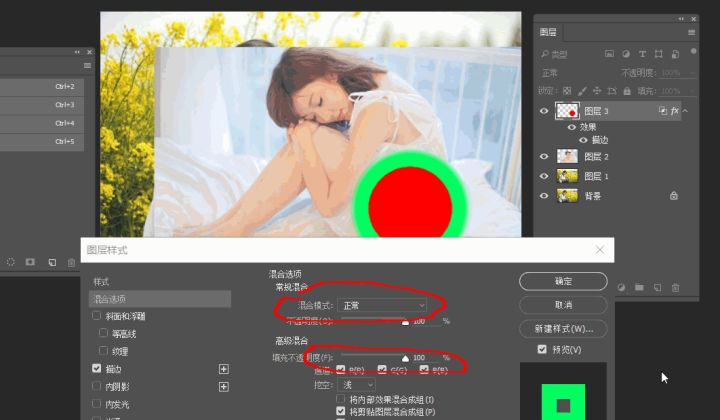 Ctrl+2
Ctrl+3
Ctrl+4
Ctrl+5
图层
类型
正常
不透明度: 100%
锁定:
填充: 100%
图层 3
fx
效果
描边
图层 2
图层 1
背景
图层样式
样式
混合选项
斜面和浮雕
等高线
纹理
描边
内阴影
内发光
混合选项
常规混合
混合模式: 正常
不透明度(O): 100 %
高级混合
填充不透明度(F): 100 %
通道: R(R) G(G) B(B)
挖空: 浅
将内部效果混合成组(I)
将剪贴图层混合成组(P)
确定
取消
新建样式(W)...
预览(V)